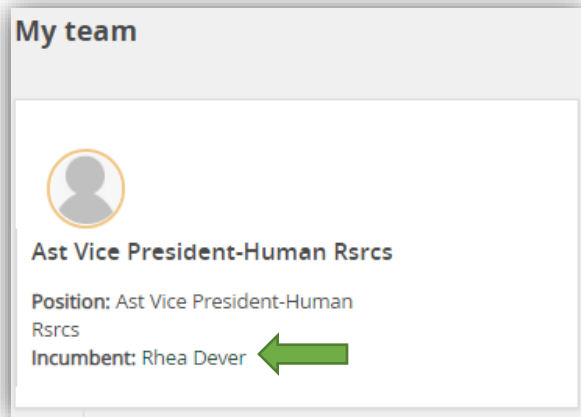 My team
Ast Vice President-Human Rsrcs
Position: Ast Vice President-Human
Rsrcs
Incumbent: Rhea Dever